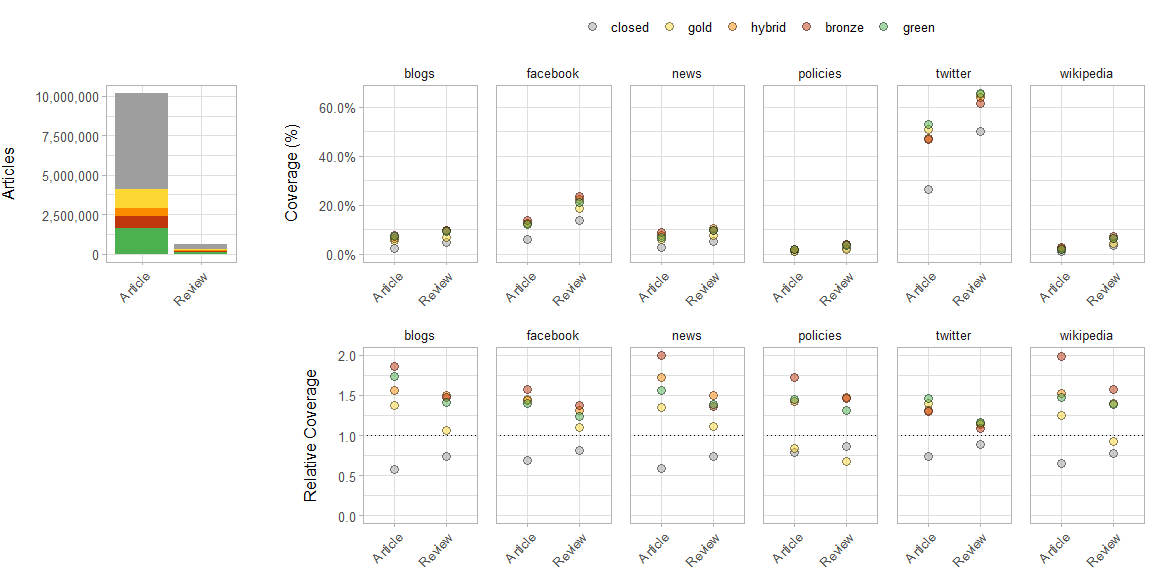 closed gold hybrid bronze green
Articles
10,000,000
7,500,000
5,000,000
2,500,000
0
Article Review
Coverage (%)
blogs facebook news policies twitter wikipedia
60.0%
40.0%
20.0%
0.0%
Article Review Article Review Article Review Article Review Article Review Article Review
Relative Coverage
blogs facebook news policies twitter wikipedia
2.0
1.5
1.0
0.5
0.0
Article Review Article Review Article Review Article Review Article Review Article Review